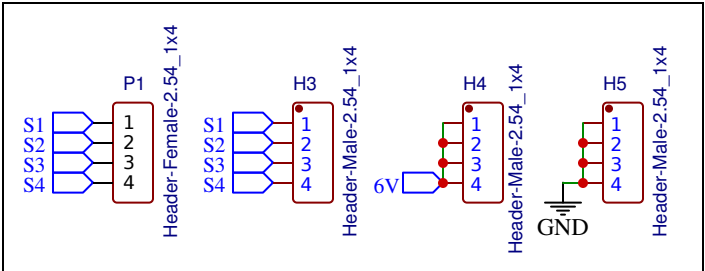 P1
S1 1
S2 2
S3 3
S4 4
Header-Female-2.54_1x4
H3
S1 1
S2 2
S3 3
S4 4
Header-Male-2.54_1x4
H4
1
2
3
6V 4
Header-Male-2.54_1x4
H5
1
2
3
4
GND
Header-Male-2.54_1x4